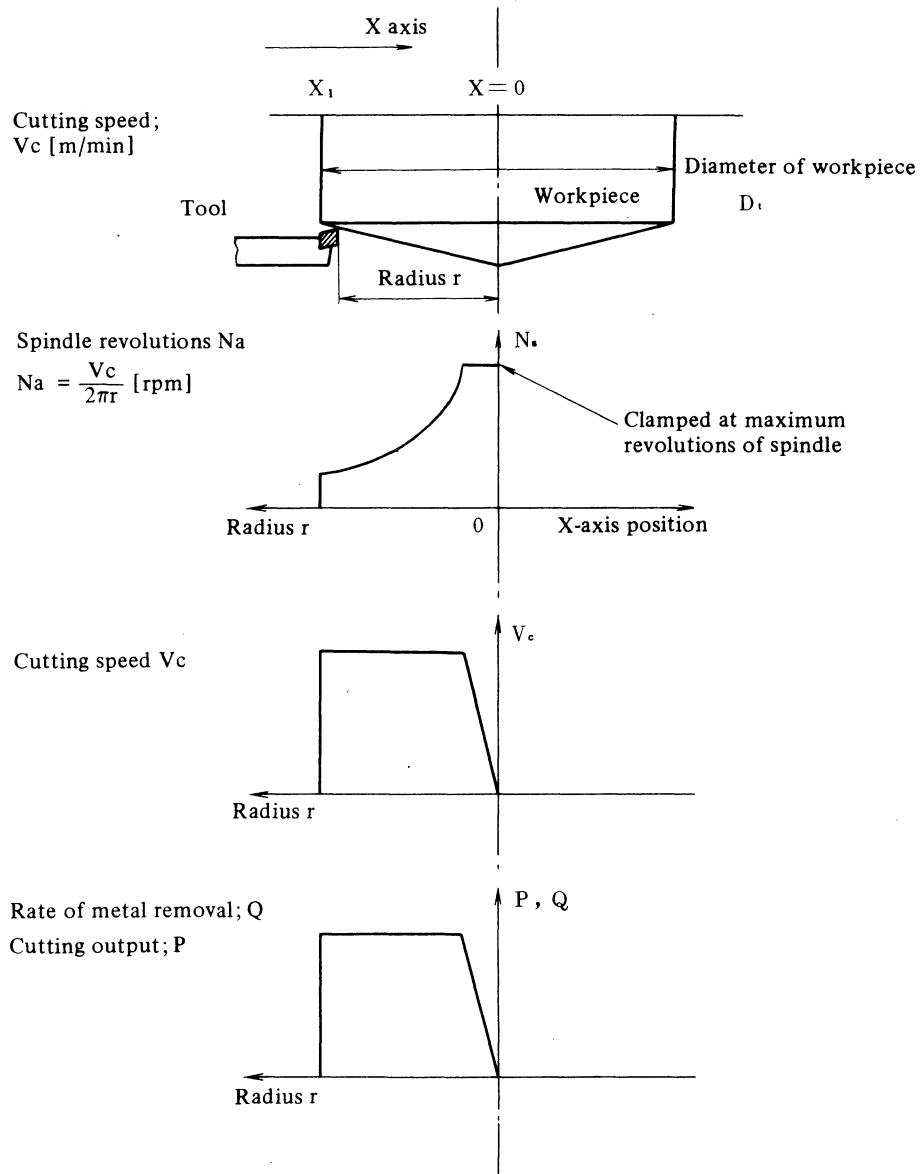 X axis
X₁ X = 0
Cutting speed;
Vc [m/min]
Diameter of workpiece
Workpiece
Tool
Dₜ
Radius r
Spindle revolutions Na
Nₐ
Na = Vc/2πr [rpm]
Clamped at maximum
revolutions of spindle
Radius r 0 X-axis position
V꜀
Cutting speed Vc
Radius r
P, Q
Rate of metal removal; Q
Cutting output; P
Radius r